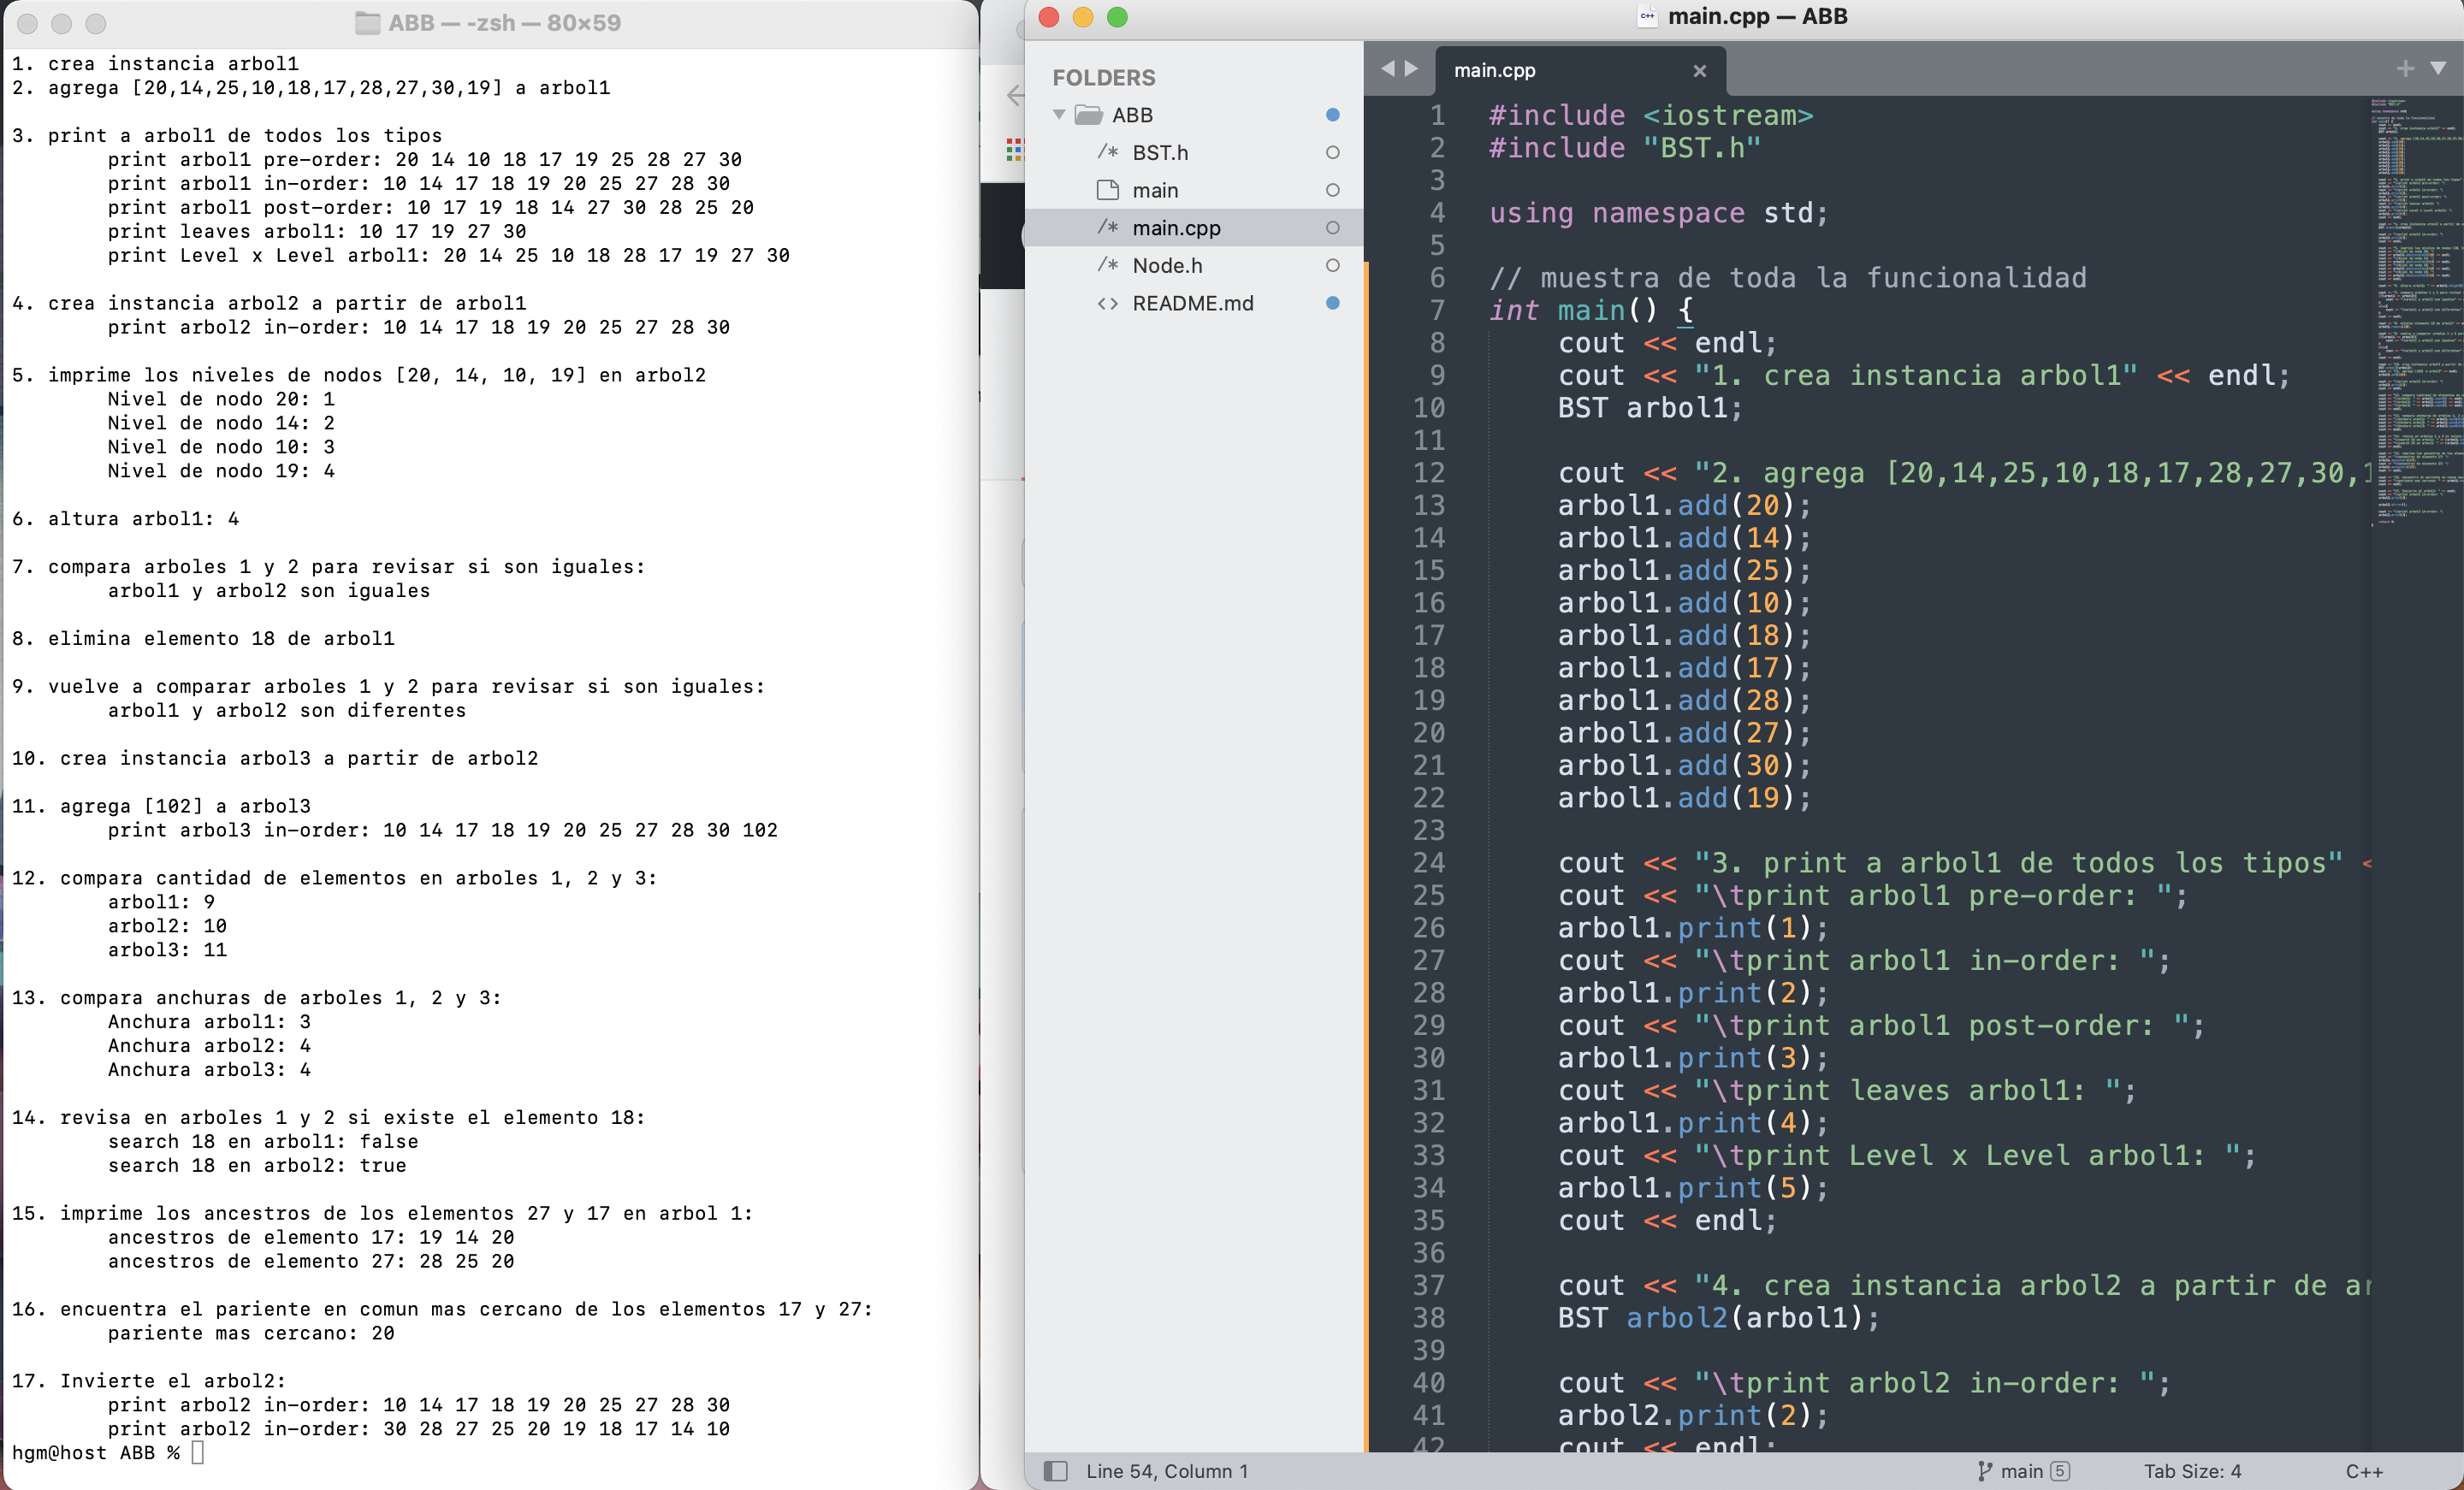 ABB — -zsh — 80×59
1. crea instancia arbol1
2. agrega [20,14,25,10,18,17,28,27,30,19] a arbol1
3. print a arbol1 de todos los tipos
print arbol1 pre-order: 20 14 10 18 17 19 25 28 27 30
print arbol1 in-order: 10 14 17 18 19 20 25 27 28 30
print arbol1 post-order: 10 17 19 18 14 27 30 28 25 20
print leaves arbol1: 10 17 19 27 30
print Level x Level arbol1: 20 14 25 10 18 28 17 19 27 30
4. crea instancia arbol2 a partir de arbol1
print arbol2 in-order: 10 14 17 18 19 20 25 27 28 30
5. imprime los niveles de nodos [20, 14, 10, 19] en arbol2
Nivel de nodo 20: 1
Nivel de nodo 14: 2
Nivel de nodo 10: 3
Nivel de nodo 19: 4
6. altura arbol1: 4
7. compara arboles 1 y 2 para revisar si son iguales:
arbol1 y arbol2 son iguales
8. elimina elemento 18 de arbol1
9. vuelve a comparar arboles 1 y 2 para revisar si son iguales:
arbol1 y arbol2 son diferentes
10. crea instancia arbol3 a partir de arbol2
11. agrega [102] a arbol3
print arbol3 in-order: 10 14 17 18 19 20 25 27 28 30 102
12. compara cantidad de elementos en arboles 1, 2 y 3:
arbol1: 9
arbol2: 10
arbol3: 11
13. compara anchuras de arboles 1, 2 y 3:
Anchura arbol1: 3
Anchura arbol2: 4
Anchura arbol3: 4
14. revisa en arboles 1 y 2 si existe el elemento 18:
search 18 en arbol1: false
search 18 en arbol2: true
15. imprime los ancestros de los elementos 27 y 17 en arbol 1:
ancestros de elemento 17: 19 14 20
ancestros de elemento 27: 28 25 20
16. encuentra el pariente en comun mas cercano de los elementos 17 y 27:
pariente mas cercano: 20
17. Invierte el arbol2:
print arbol2 in-order: 10 14 17 18 19 20 25 27 28 30
print arbol2 in-order: 30 28 27 25 20 19 18 17 14 10
hgm@host ABB %
main.cpp — ABB
FOLDERS
ABB
/* BST.h
main
/* main.cpp
/* Node.h
<> README.md
main.cpp ×
1 #include <iostream>
2 #include "BST.h"
3
4 using namespace std;
5
6 // muestra de toda la funcionalidad
7 int main() {
8 cout << endl;
9 cout << "1. crea instancia arbol1" << endl;
10 BST arbol1;
11
12 cout << "2. agrega [20,14,25,10,18,17,28,27,30,1
13 arbol1.add(20);
14 arbol1.add(14);
15 arbol1.add(25);
16 arbol1.add(10);
17 arbol1.add(18);
18 arbol1.add(17);
19 arbol1.add(28);
20 arbol1.add(27);
21 arbol1.add(30);
22 arbol1.add(19);
23
24 cout << "3. print a arbol1 de todos los tipos" <
25 cout << "\tprint arbol1 pre-order: ";
26 arbol1.print(1);
27 cout << "\tprint arbol1 in-order: ";
28 arbol1.print(2);
29 cout << "\tprint arbol1 post-order: ";
30 arbol1.print(3);
31 cout << "\tprint leaves arbol1: ";
32 arbol1.print(4);
33 cout << "\tprint Level x Level arbol1: ";
34 arbol1.print(5);
35 cout << endl;
36
37 cout << "4. crea instancia arbol2 a partir de ar
38 BST arbol2(arbol1);
39
40 cout << "\tprint arbol2 in-order: ";
41 arbol2.print(2);
42 cout << endl;
Line 54, Column 1
main 5
Tab Size: 4
C++